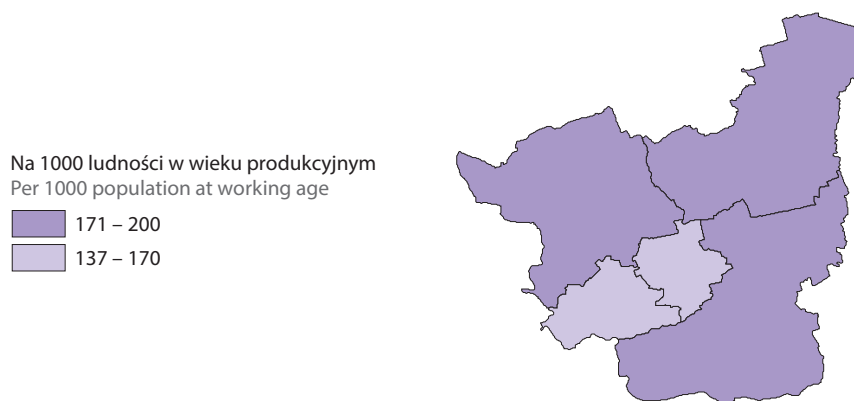 Na 1000 ludności w wieku produkcyjnym
Per 1000 population at working age
171 – 200
137 – 170